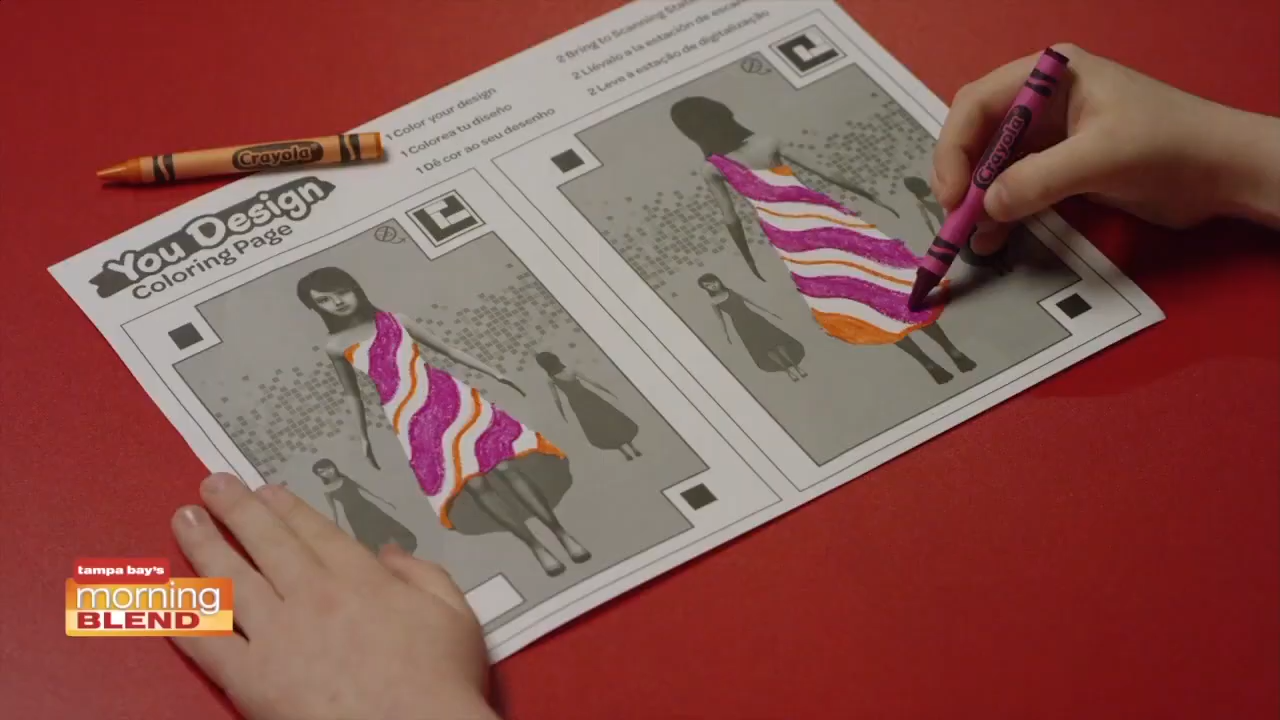 1 Color your design
1 Colorea tu diseño
1 Dê cor ao seu desenho
2 Bring to Scanning
2 Llévalo a la estación de
2 Leve à estação de digitalização
You Design
Coloring Page
Crayola
Crayola
tampa bay's
morning
BLEND